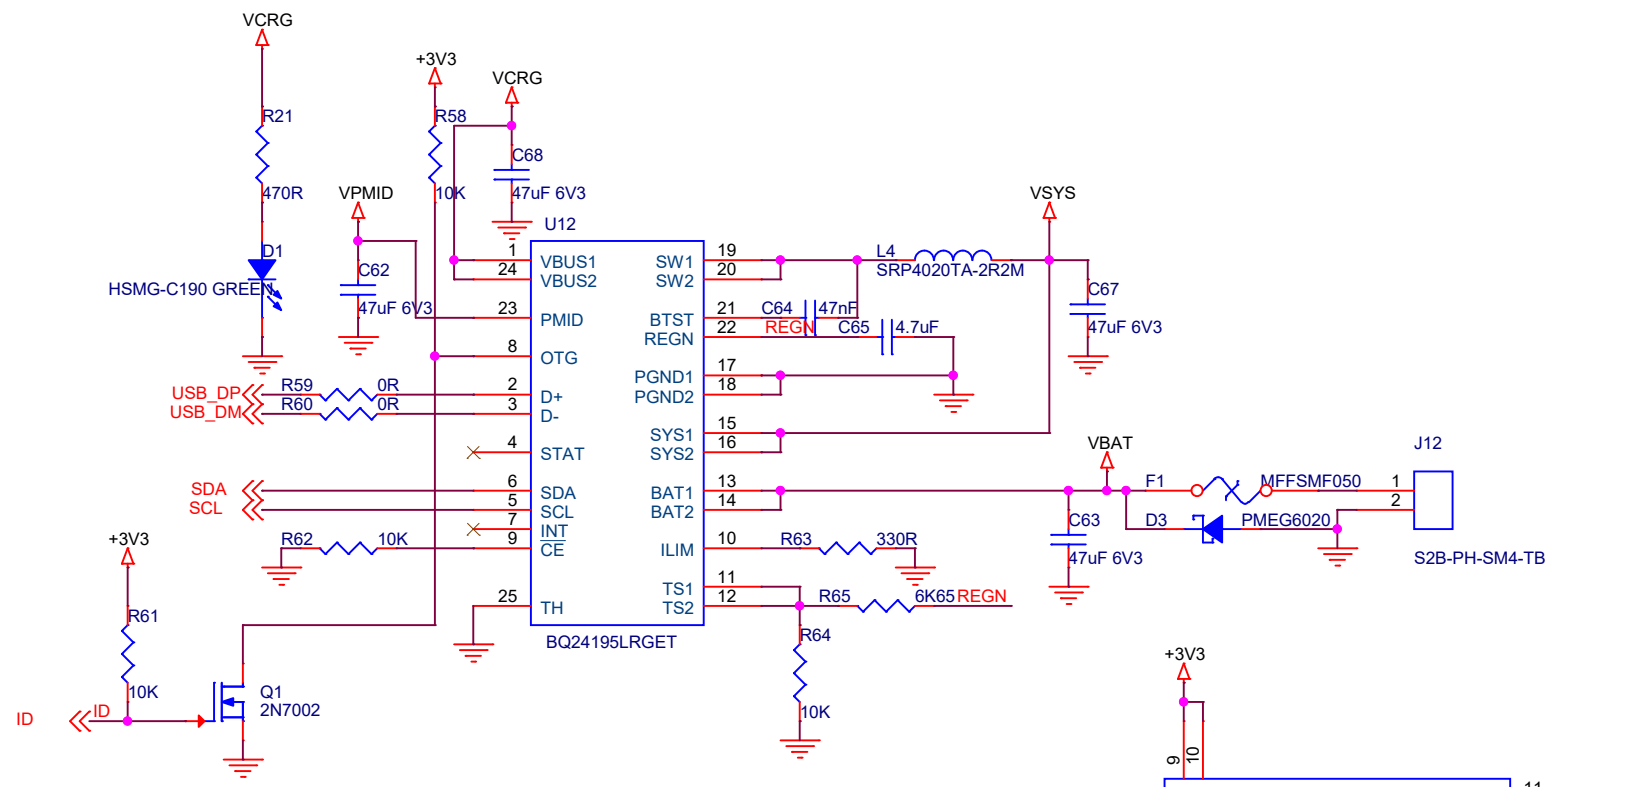 VCRG
+3V3
VCRG
R21
R58
C68
470R
VPMID
10K
47uF 6V3
VSYS
U12
D1
C62
HSMG-C190 GREEN
47uF 6V3
1 VBUS1
24 VBUS2
23 PMID
8 OTG
2 D+
3 D-
4 STAT
6 SDA
5 SCL
7 INT
9 CE
25 TH
SW1 19
SW2 20
BTST 21
REGN 22
PGND1 17
PGND2 18
SYS1 15
SYS2 16
BAT1 13
BAT2 14
ILIM 10
TS1 11
TS2 12
BQ24195LRGET
L4
SRP4020TA-2R2M
C67
47uF 6V3
C64 47nF
REGN C65 4.7uF
USB_DP R59 0R
USB_DM R60 0R
SDA
SCL
R62 10K
VBAT
J12
F1 MFFSMF050 1
2
C63 D3 PMEG6020
47uF 6V3
S2B-PH-SM4-TB
R63 330R
R65 6K65 REGN
R64
10K
+3V3
R61
10K
ID ID
Q1
2N7002
+3V3
9
10